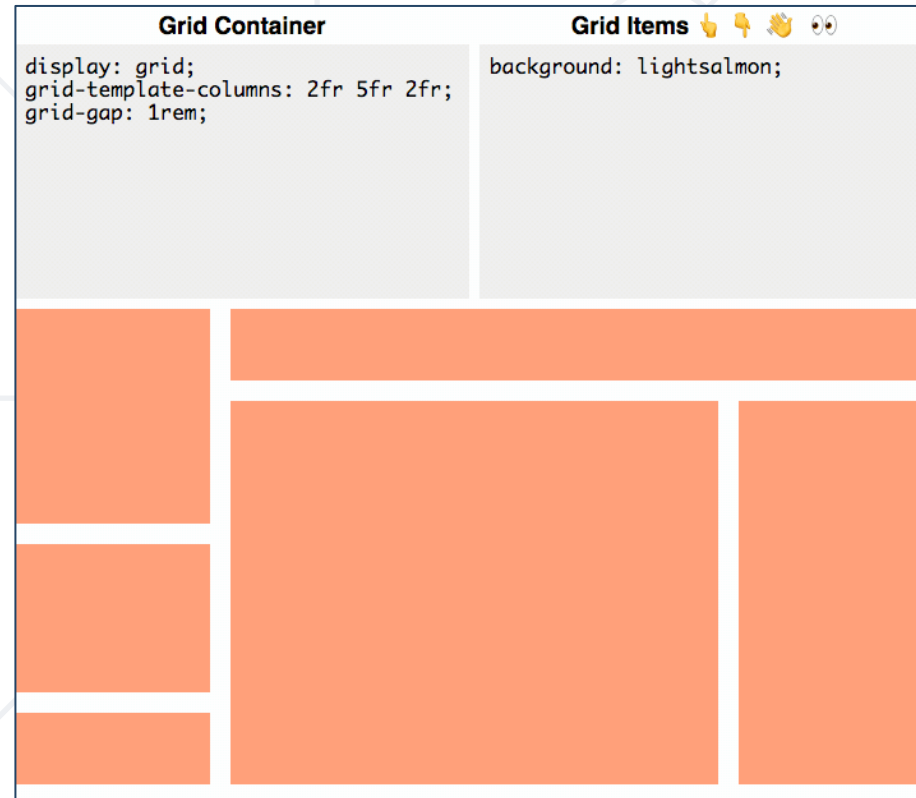 Grid Container
display: grid;
grid-template-columns: 2fr 5fr 2fr;
grid-gap: 1rem;
Grid Items 👆 👇 👋 👀
background: lightsalmon;